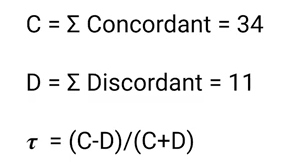 C = Σ Concordant = 34
D = Σ Discordant = 11
𝝉 = (C-D)/(C+D)